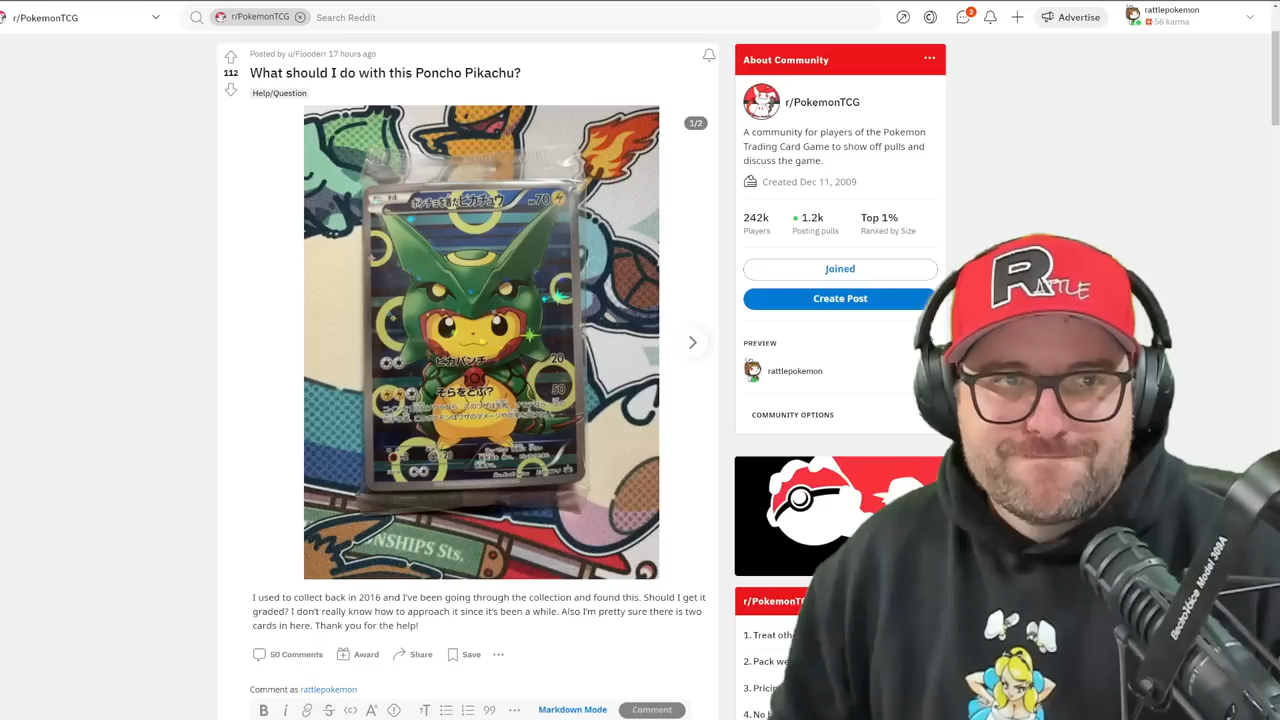 r/PokemonTCG
r/PokemonTCG
Search Reddit
2
Advertise
rattlepokemon
56 karma
Posted by u/Flooderr 17 hours ago
112
What should I do with this Poncho Pikachu?
Help/Question
1/2
ポンチョを着たピカチュウ
70
ピカパンチ
20
そらをとぶ?
50
ONSHIPS Sts.
I used to collect back in 2016 and I've been going through the collection and found this. Should I get it
graded? I don't really know how to approach it since it's been a while. Also I'm pretty sure there is two
cards in here. Thank you for the help!
50 Comments
Award
Share
Save
Comment as rattlepokemon
B i
Markdown Mode
Comment
About Community
r/PokemonTCG
A community for players of the Pokemon
Trading Card Game to show off pulls and
discuss the game.
Created Dec 11, 2009
242k
1.2k
Top 1%
Players
Posting pulls
Ranked by Size
Joined
Create Post
PREVIEW
rattlepokemon
COMMUNITY OPTIONS
r/PokemonT
1. Treat oth
2. Pack we
3. Pricin
4. No
RATTLE
ElectroVoice Model 309A